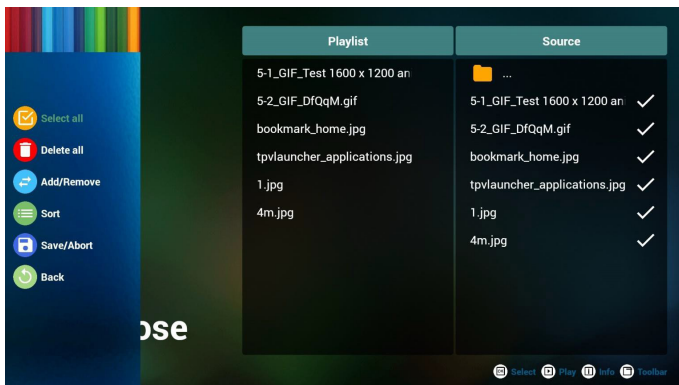 Playlist
Source
5-1_GIF_Test 1600 x 1200 an
5-2_GIF_DfQqM.gif
bookmark_home.jpg
tpvlauncher_applications.jpg
1.jpg
4m.jpg
...
5-1_GIF_Test 1600 x 1200 ani
5-2_GIF_DfQqM.gif
bookmark_home.jpg
tpvlauncher_applications.jpg
1.jpg
4m.jpg
Select all
Delete all
Add/Remove
Sort
Save/Abort
Back
ose
Select Play Info Toolbar